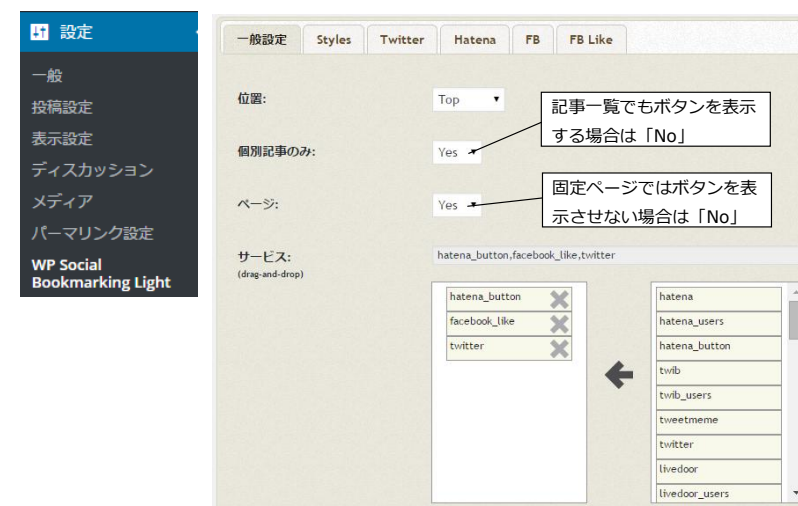 設定
一般
投稿設定
表示設定
ディスカッション
メディア
パーマリンク設定
WP Social
Bookmarking Light
一般設定 Styles Twitter Hatena FB FB Like
位置: Top
記事一覧でもボタンを表示
する場合は「No」
個別記事のみ: Yes
固定ページではボタンを表
示させない場合は「No」
ページ: Yes
サービス: hatena_button,facebook_like,twitter
(drag-and-drop)
hatena_button
facebook_like
twitter
hatena
hatena_users
hatena_button
twib
twib_users
tweetmeme
twitter
livedoor
livedoor_users